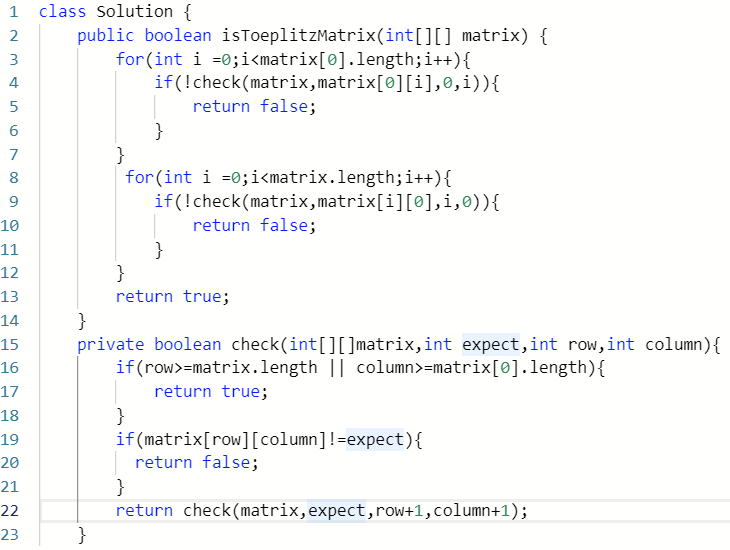 1 class Solution {
2     public boolean isToeplitzMatrix(int[][] matrix) {
3         for(int i =0;i<matrix[0].length;i++){
4             if(!check(matrix,matrix[0][i],0,i)){
5                 return false;
6             }
7         }
8          for(int i =0;i<matrix.length;i++){
9             if(!check(matrix,matrix[i][0],i,0)){
10                 return false;
11             }
12         }
13         return true;
14     }
15     private boolean check(int[][]matrix,int expect,int row,int column){
16         if(row>=matrix.length || column>=matrix[0].length){
17             return true;
18         }
19         if(matrix[row][column]!=expect){
20           return false;
21         }
22         return check(matrix,expect,row+1,column+1);
23     }